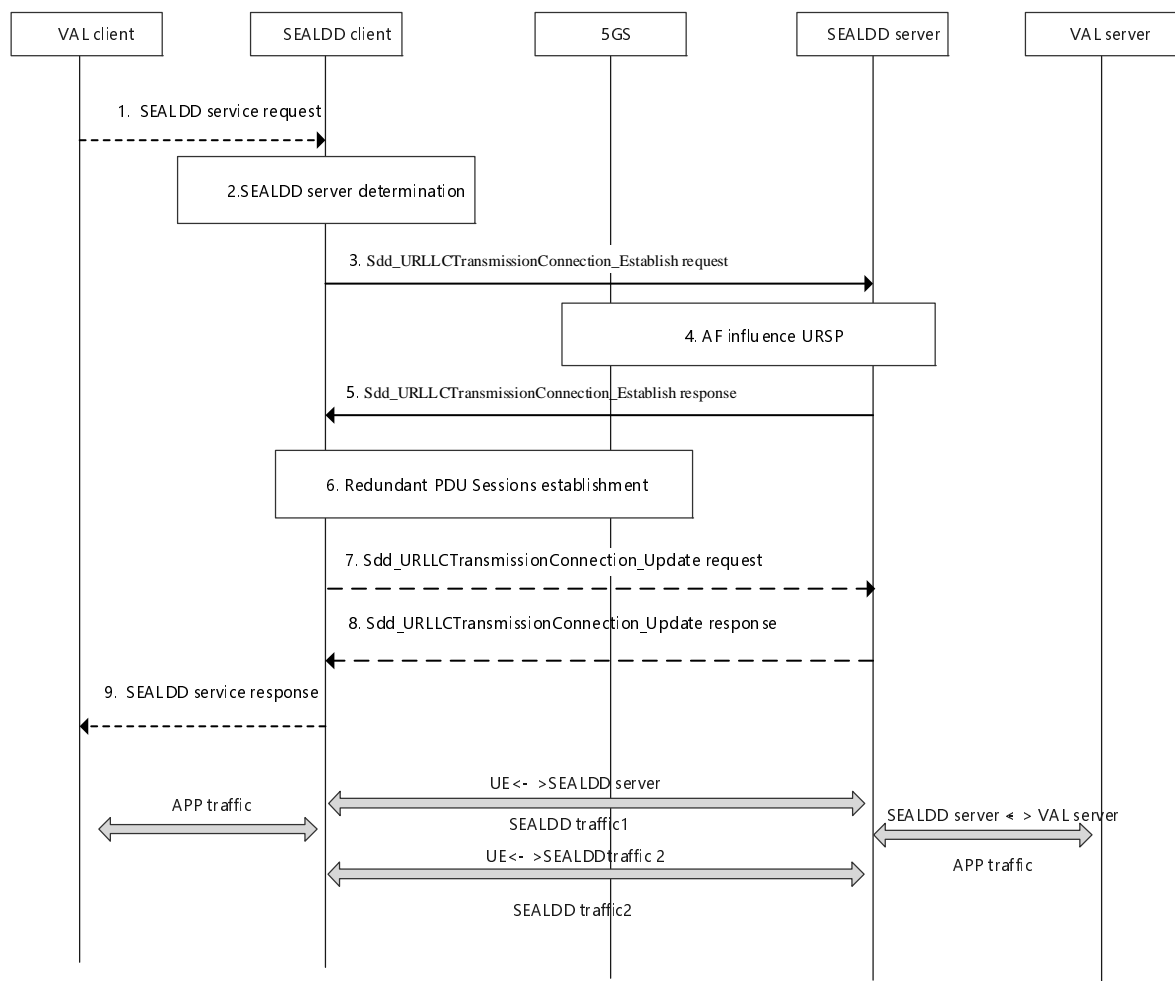 VAL client
SEALDD client
5GS
SEALDD server
VAL server
1. SEALDD service request
2.SEALDD server determination
3. Sdd_URLLCTransmissionConnection_Establish request
4. AF influence URSP
5. Sdd_URLLCTransmissionConnection_Establish response
6. Redundant PDU Sessions establishment
7. Sdd_URLLCTransmissionConnection_Update request
8. Sdd_URLLCTransmissionConnection_Update response
9. SEALDD service response
UE<- >SEALDD server
APP traffic
SEALDD traffic1
SEALDD server < > VAL server
UE<- >SEALDDtraffic 2
APP traffic
SEALDD traffic2